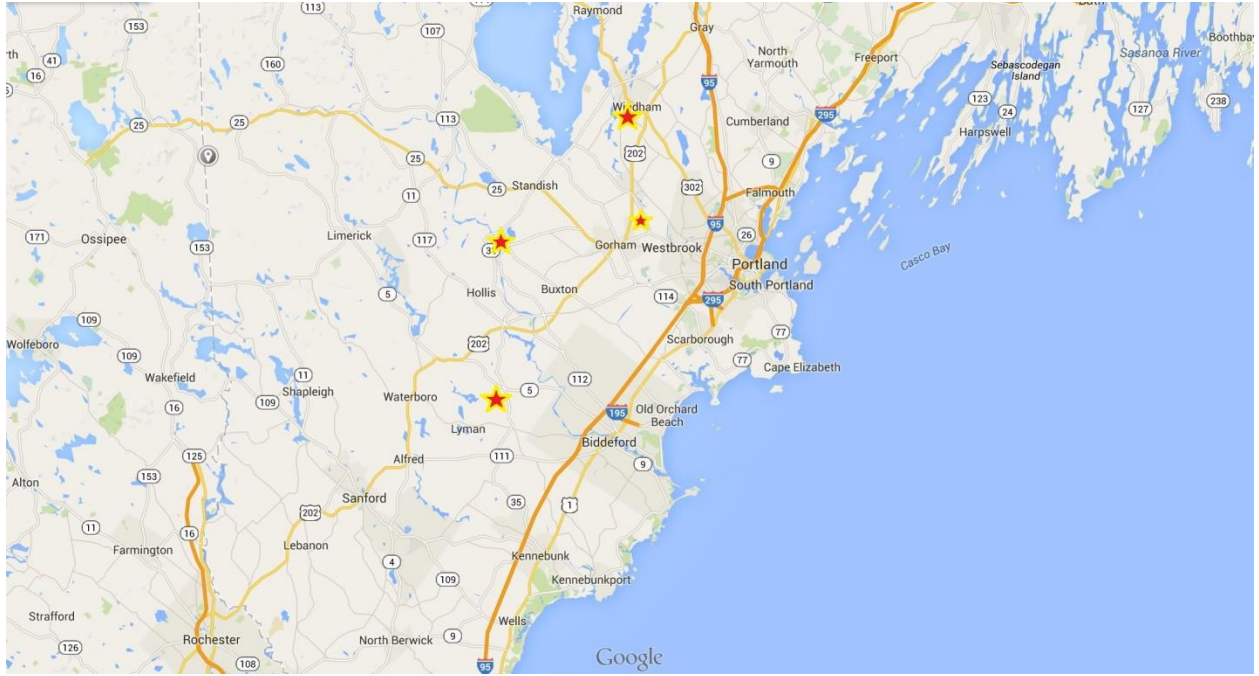 113
107
Raymond
Gray
153
41
16
160
North
Yarmouth
Freeport
95
Sebascodegan
Island
Sasanoa River
Boothbay
25
25
113
Windham
Cumberland
295
123
24
127
238
Harpswell
202
9
25
11
25
Standish
302
Falmouth
171
Ossipee
153
Limerick
117
35
Gorham
Westbrook
95
26
Portland
Casco Bay
5
Hollis
Buxton
114
295
South Portland
109
Wolfeboro
109
202
Scarborough
77
77
Cape Elizabeth
Wakefield
16
109
11
Shapleigh
Waterboro
112
5
195
Old Orchard
Beach
Lyman
Biddeford
125
153
Alton
Alfred
111
9
Sanford
35
1
11
16
202
Farmington
Lebanon
4
109
Kennebunk
Kennebunkport
Strafford
126
Rochester
108
North Berwick
9
Wells
95
Google